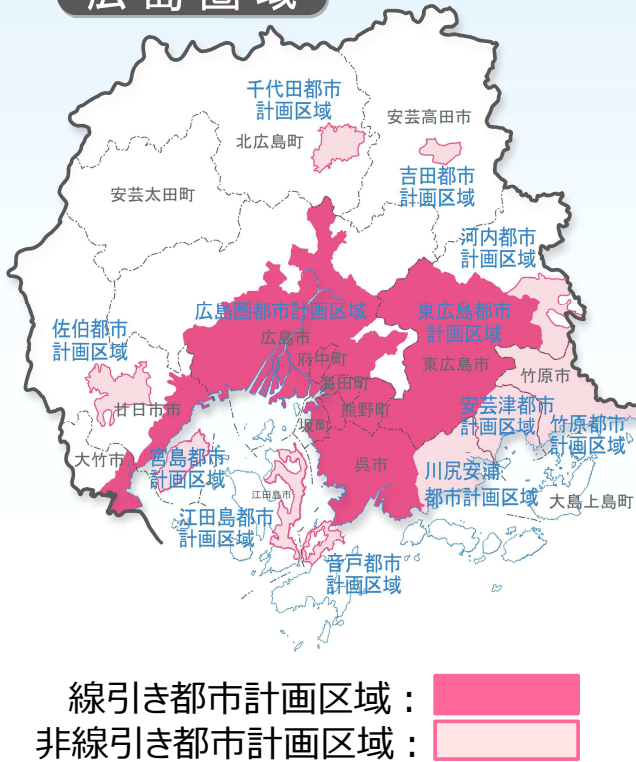 広島圏域
千代田都市
計画区域
安芸高田市
北広島町
吉田都市
計画区域
安芸太田町
河内都市
計画区域
広島圏都市計画区域
東広島都市
計画区域
佐伯都市
計画区域
広島市
府中町
東広島市
竹原市
海田町
廿日市市
熊野町
安芸津都市
計画区域
竹原都市
計画区域
坂町
大竹市
宮島都市
計画区域
呉市
川尻安浦
都市計画区域
江田島市
大島上島町
江田島都市
計画区域
音戸都市
計画区域
線引き都市計画区域：
非線引き都市計画区域：